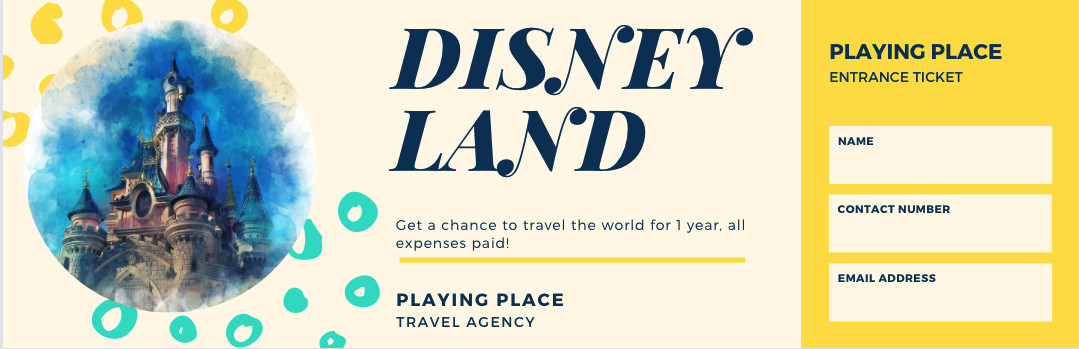 DISNEY
LAND
Get a chance to travel the world for 1 year, all
expenses paid!
PLAYING PLACE
TRAVEL AGENCY
PLAYING PLACE
ENTRANCE TICKET
NAME
CONTACT NUMBER
EMAIL ADDRESS